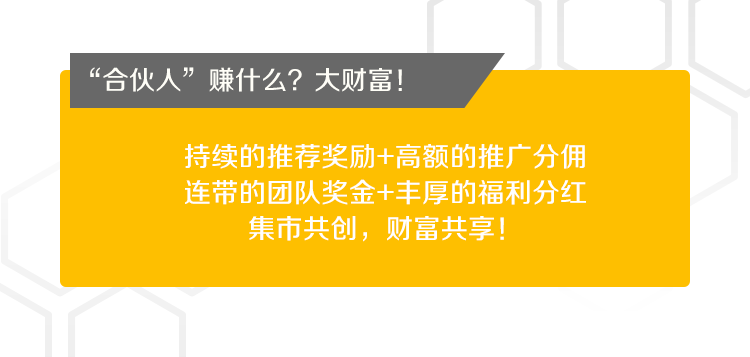 “合伙人”赚什么？大财富！
持续的推荐奖励+高额的推广分佣
连带的团队奖金+丰厚的福利分红
集市共创，财富共享！